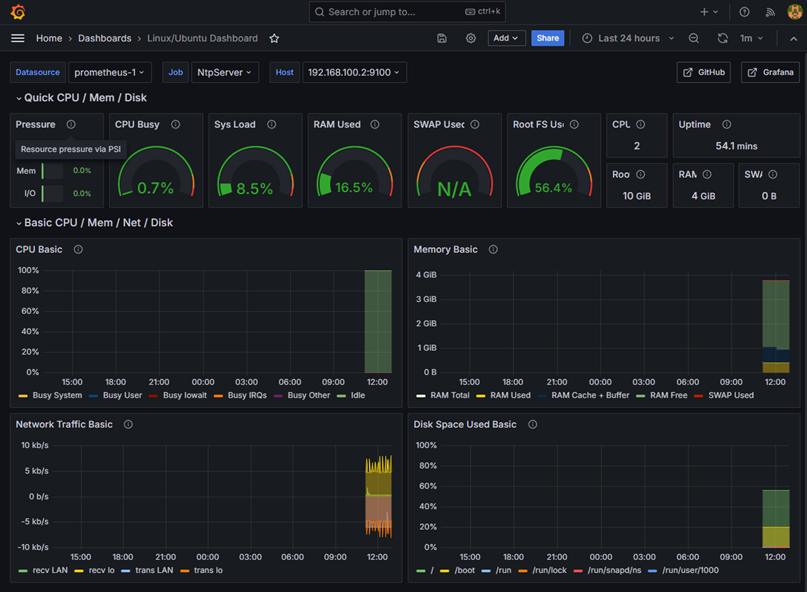 Search or jump to... ctrl+k
Home › Dashboards › Linux/Ubuntu Dashboard Add Share Last 24 hours 1m
Datasource prometheus-1 Job NtpServer Host 192.168.100.2:9100 GitHub Grafana
Quick CPU / Mem / Disk
Pressure CPU Busy Sys Load RAM Used SWAP Used Root FS Us CPU Uptime
Resource pressure via PSI
2 54.1 mins
Mem 0.0%
I/O 0.0%
0.7% 8.5% 16.5% N/A 56.4%
Roo RAM SWA
10 GiB 4 GiB 0 B
Basic CPU / Mem / Net / Disk
CPU Basic
100%
80%
60%
40%
20%
0%
15:00 18:00 21:00 00:00 03:00 06:00 09:00 12:00
Busy System Busy User Busy Iowait Busy IRQs Busy Other Idle
Memory Basic
4 GiB
3 GiB
2 GiB
1 GiB
0 B
15:00 18:00 21:00 00:00 03:00 06:00 09:00 12:00
RAM Total RAM Used RAM Cache + Buffer RAM Free SWAP Used
Network Traffic Basic
10 kb/s
5 kb/s
0 b/s
-5 kb/s
-10 kb/s
15:00 18:00 21:00 00:00 03:00 06:00 09:00 12:00
recv LAN recv lo trans LAN trans lo
Disk Space Used Basic
100%
80%
60%
40%
20%
0%
15:00 18:00 21:00 00:00 03:00 06:00 09:00 12:00
/ /boot /run /run/lock /run/snapd/ns /run/user/1000